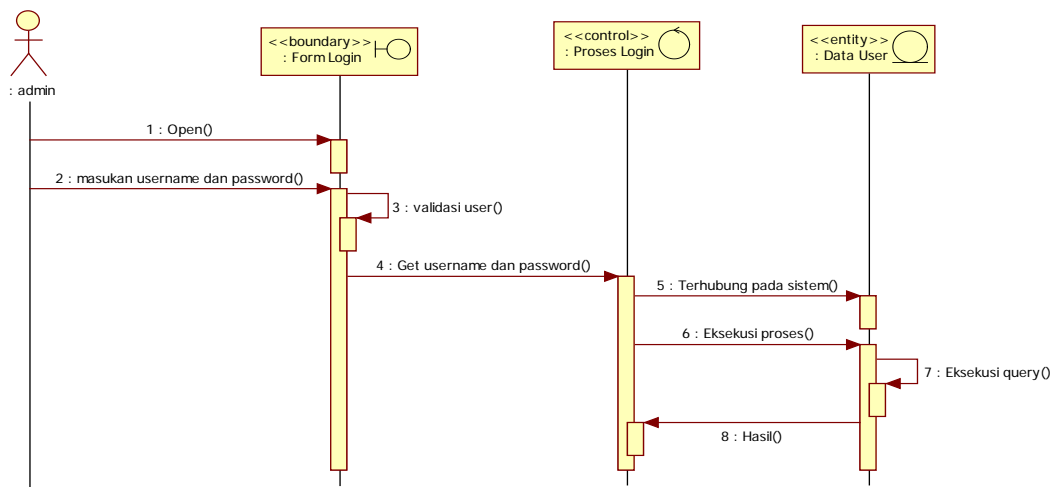 : admin
<<boundary>>
: Form Login
<<control>>
: Proses Login
<<entity>>
: Data User
1 : Open()
2 : masukan username dan password()
3 : validasi user()
4 : Get username dan password()
5 : Terhubung pada sistem()
6 : Eksekusi proses()
7 : Eksekusi query()
8 : Hasil()